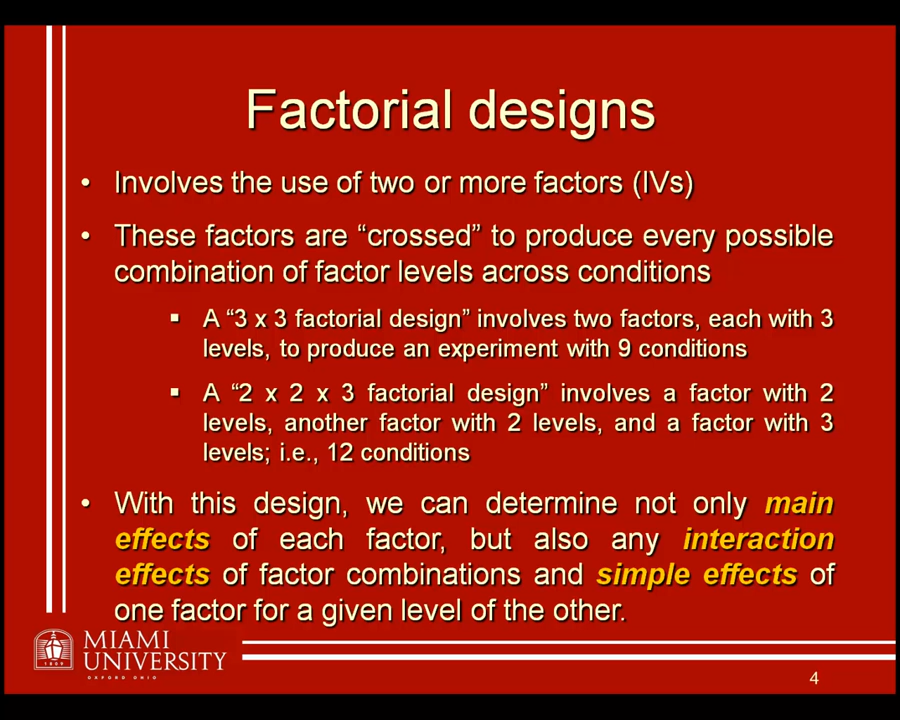 Factorial designs
• Involves the use of two or more factors (IVs)
• These factors are “crossed” to produce every possible
combination of factor levels across conditions
▪ A “3 x 3 factorial design” involves two factors, each with 3
levels, to produce an experiment with 9 conditions
▪ A “2 x 2 x 3 factorial design” involves a factor with 2
levels, another factor with 2 levels, and a factor with 3
levels; i.e., 12 conditions
• With this design, we can determine not only main
effects of each factor, but also any interaction
effects of factor combinations and simple effects of
one factor for a given level of the other.
1809
MIAMI
UNIVERSITY
OXFORD OHIO
4